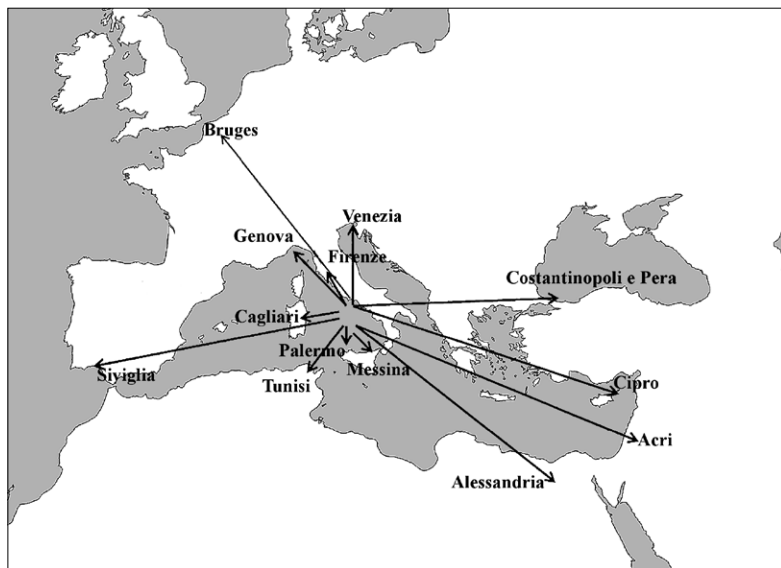 Bruges
Venezia
Genova
Firenze
Costantinopoli e Pera
Cagliari
Palermo
Messina
Siviglia
Tunisi
Cipro
Acri
Alessandria